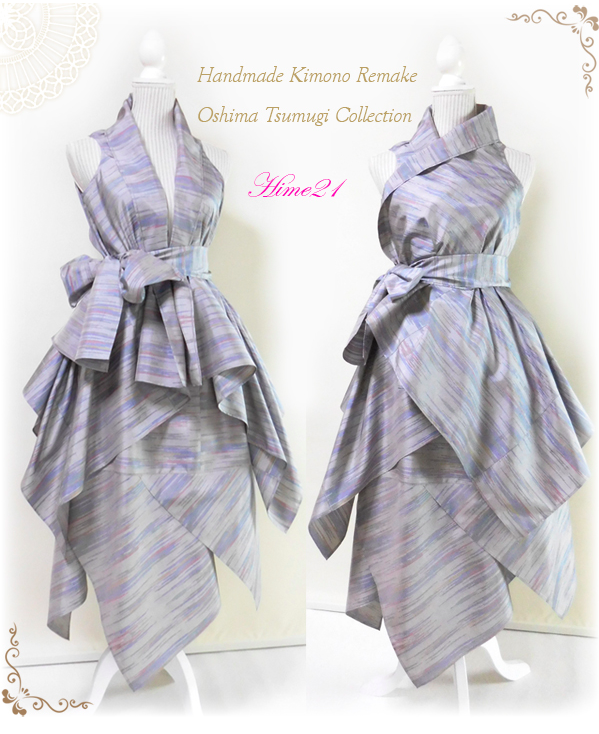 Handmade Kimono Remake
Oshima Tsumugi Collection
Hime21